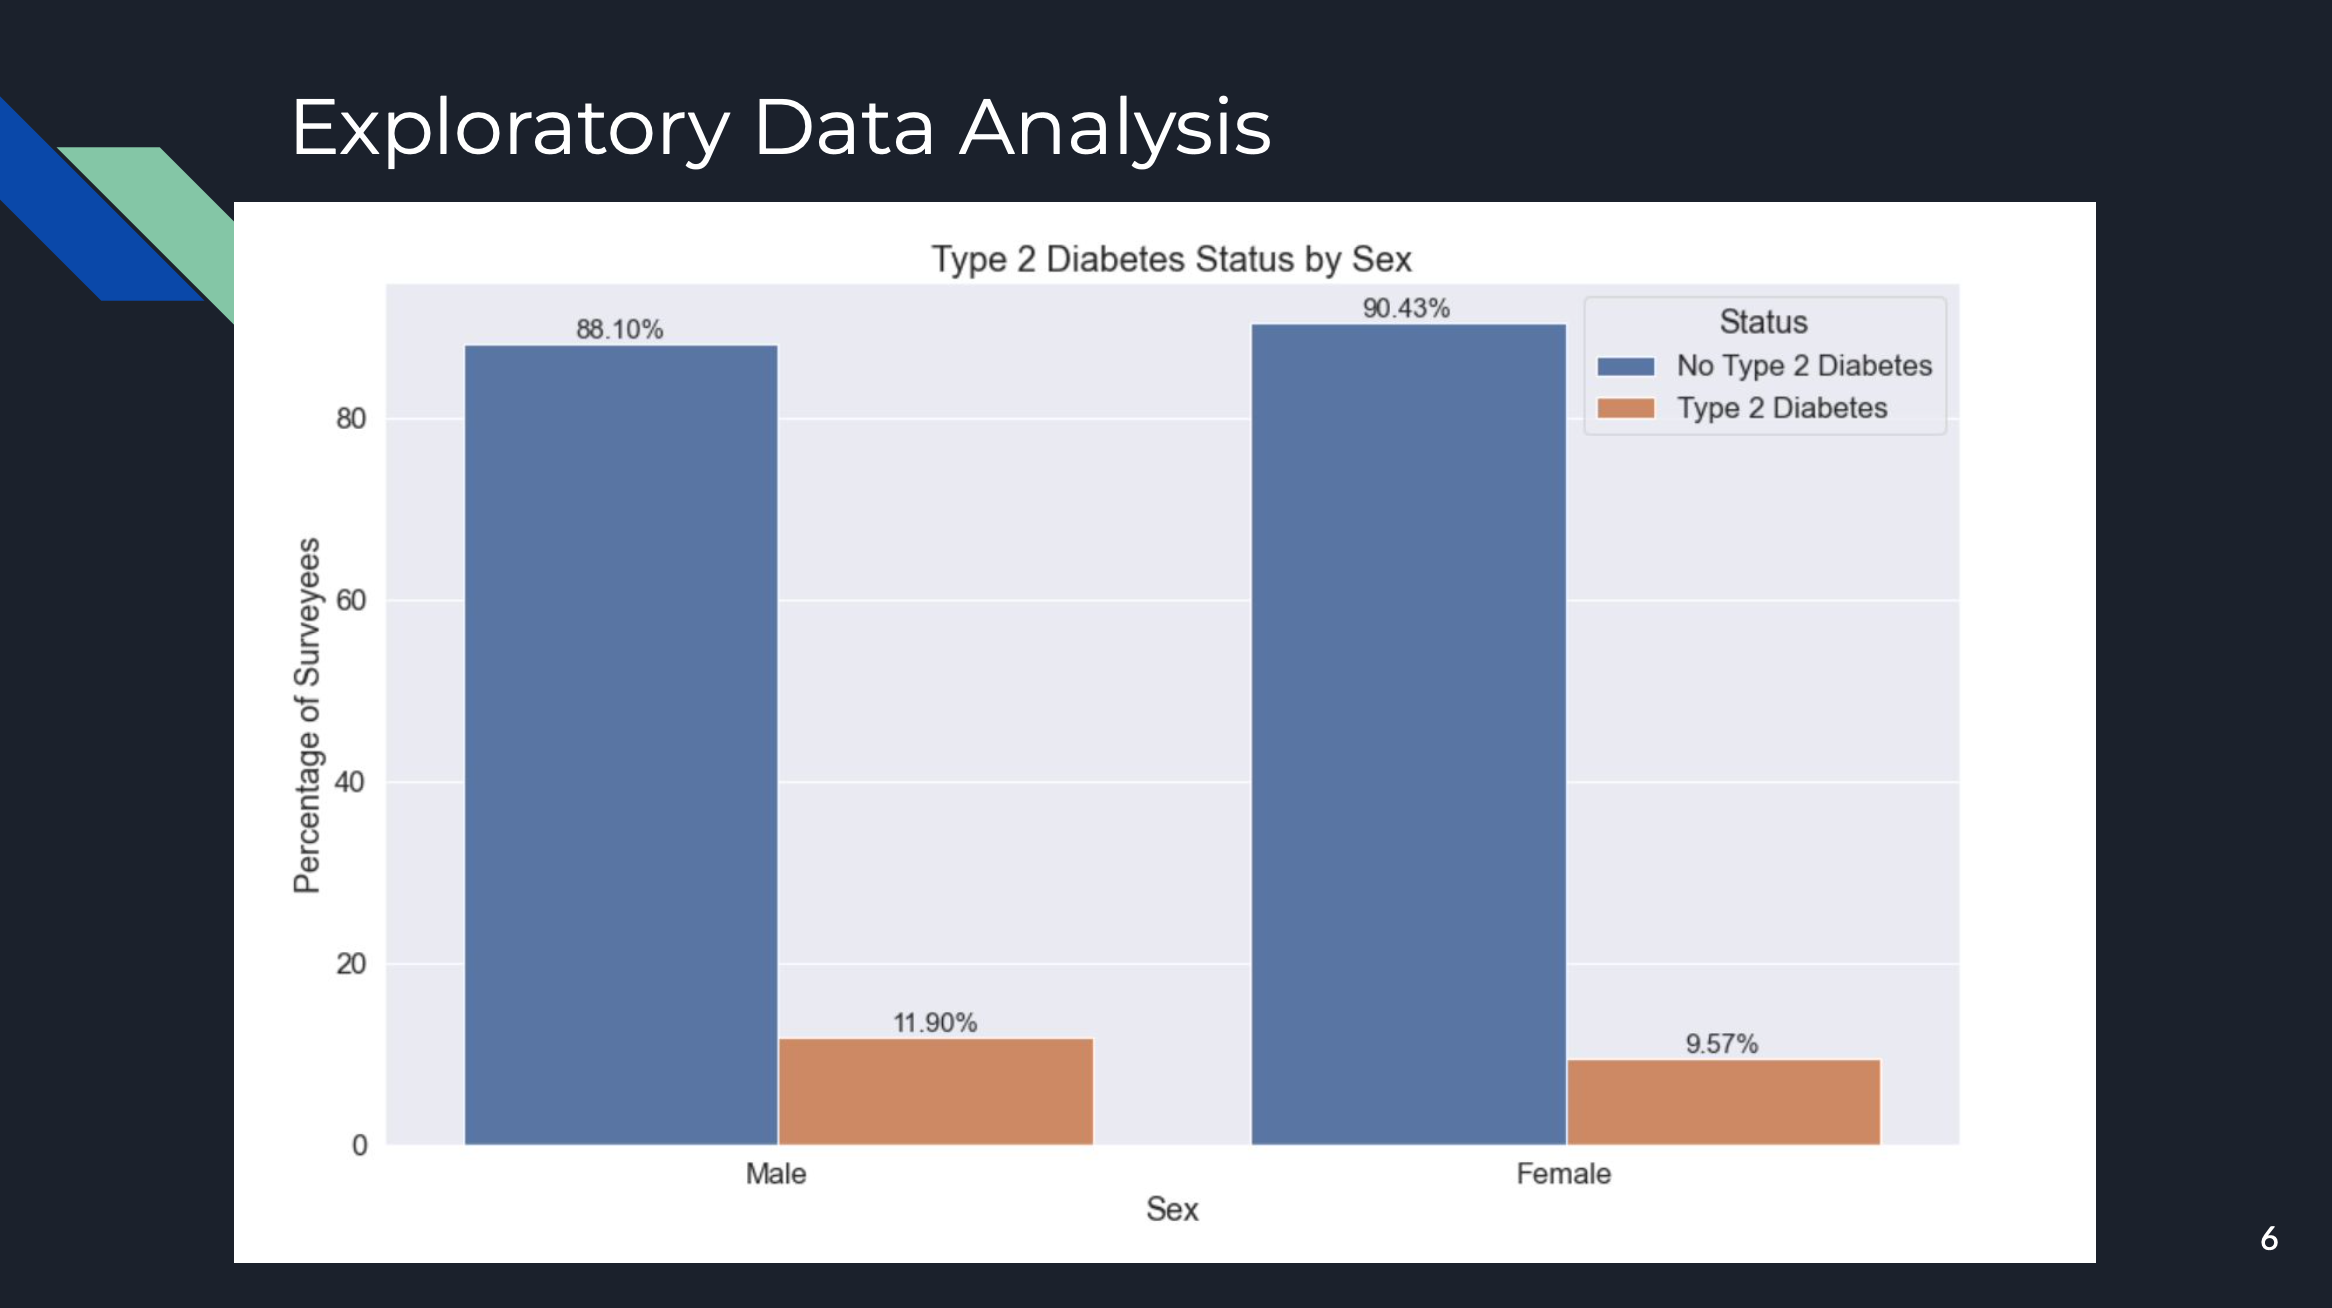 Exploratory Data Analysis
Type 2 Diabetes Status by Sex
88.10%
90.43%
Status
No Type 2 Diabetes
Type 2 Diabetes
80
60
40
20
0
Percentage of Surveyees
11.90%
9.57%
Male
Female
Sex
6